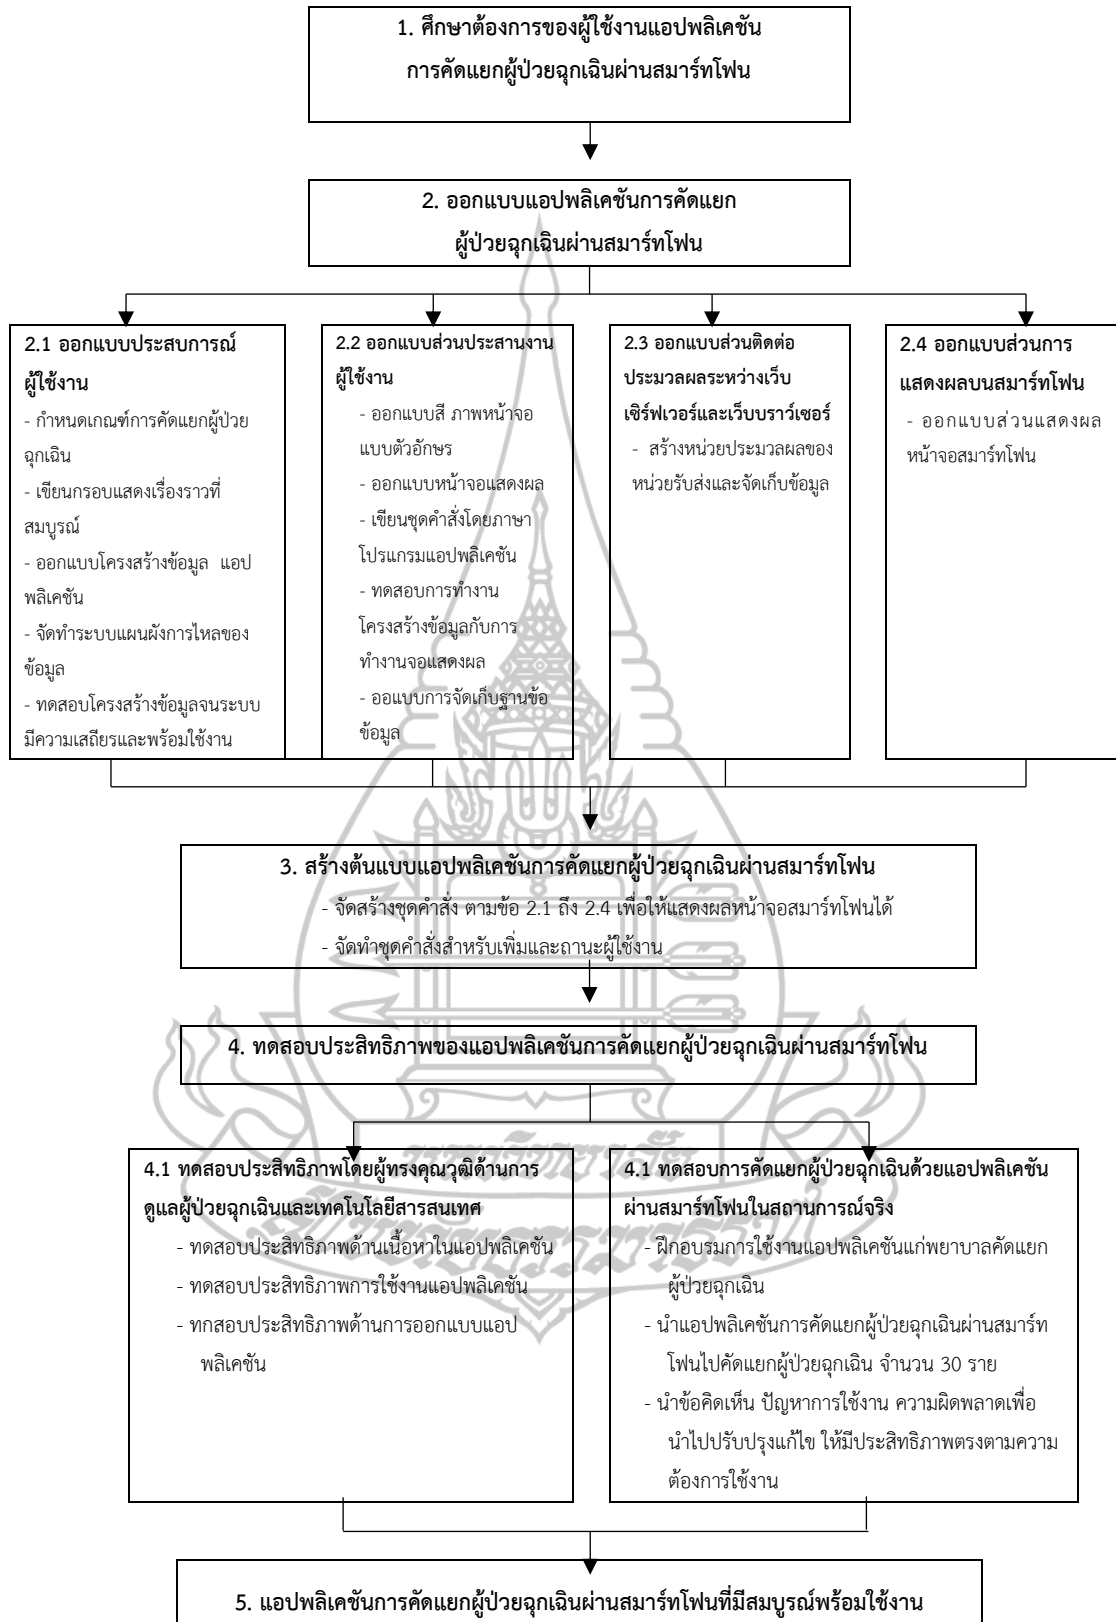 1. ศึกษาต้องการของผู้ใช้งานแอปพลิเคชัน
การคัดแยกผู้ป่วยฉุกเฉินผ่านสมาร์ทโฟน
2. ออกแบบแอปพลิเคชันการคัดแยก
ผู้ป่วยฉุกเฉินผ่านสมาร์ทโฟน
2.1 ออกแบบประสบการณ์
ผู้ใช้งาน
- กำหนดเกณฑ์การคัดแยกผู้ป่วย
ฉุกเฉิน
- เขียนกรอบแสดงเรื่องราวที่
สมบูรณ์
- ออกแบบโครงสร้างข้อมูล แอป
พลิเคชัน
- จัดทำระบบแผนผังการไหลของ
ข้อมูล
- ทดสอบโครงสร้างข้อมูลจนระบบ
มีความเสถียรและพร้อมใช้งาน
2.2 ออกแบบส่วนประสานงาน
ผู้ใช้งาน
- ออกแบบสี ภาพหน้าจอ
แบบตัวอักษร
- ออกแบบหน้าจอแสดงผล
- เขียนชุดคำสั่งโดยภาษา
โปรแกรมแอปพลิเคชัน
- ทดสอบการทำงาน
โครงสร้างข้อมูลกับการ
ทำงานจอแสดงผล
- ออแบบการจัดเก็บฐานข้อ
ข้อมูล
2.3 ออกแบบส่วนติดต่อ
ประมวลผลระหว่างเว็บ
เซิร์ฟเวอร์และเว็บบราว์เซอร์
- สร้างหน่วยประมวลผลของ
หน่วยรับส่งและจัดเก็บข้อมูล
2.4 ออกแบบส่วนการ
แสดงผลบนสมาร์ทโฟน
- ออกแบบส่วนแสดงผล
หน้าจอสมาร์ทโฟน
3. สร้างต้นแบบแอปพลิเคชันการคัดแยกผู้ป่วยฉุกเฉินผ่านสมาร์ทโฟน
- จัดสร้างชุดคำสั่ง ตามข้อ 2.1 ถึง 2.4 เพื่อให้แสดงผลหน้าจอสมาร์ทโฟนได้
- จัดทำชุดคำสั่งสำหรับเพิ่มและถานะผู้ใช้งาน
4. ทดสอบประสิทธิภาพของแอปพลิเคชันการคัดแยกผู้ป่วยฉุกเฉินผ่านสมาร์ทโฟน
4.1 ทดสอบประสิทธิภาพโดยผู้ทรงคุณวุฒิด้านการ
ดูแลผู้ป่วยฉุกเฉินและเทคโนโลยีสารสนเทศ
- ทดสอบประสิทธิภาพด้านเนื้อหาในแอปพลิเคชัน
- ทดสอบประสิทธิภาพการใช้งานแอปพลิเคชัน
- ทกสอบประสิทธิภาพด้านการออกแบบแอป
พลิเคชัน
4.1 ทดสอบการคัดแยกผู้ป่วยฉุกเฉินด้วยแอปพลิเคชัน
ผ่านสมาร์ทโฟนในสถานการณ์จริง
- ฝึกอบรมการใช้งานแอปพลิเคชันแก่พยาบาลคัดแยก
ผู้ป่วยฉุกเฉิน
- นำแอปพลิเคชันการคัดแยกผู้ป่วยฉุกเฉินผ่านสมาร์ท
โฟนไปคัดแยกผู้ป่วยฉุกเฉิน จำนวน 30 ราย
- นำข้อคิดเห็น ปัญหาการใช้งาน ความผิดพลาดเพื่อ
นำไปปรับปรุงแก้ไข ให้มีประสิทธิภาพตรงตามความ
ต้องการใช้งาน
มหาวิทยาลัย
สุโขทัยธรรมาธิราช
5. แอปพลิเคชันการคัดแยกผู้ป่วยฉุกเฉินผ่านสมาร์ทโฟนที่มีสมบูรณ์พร้อมใช้งาน